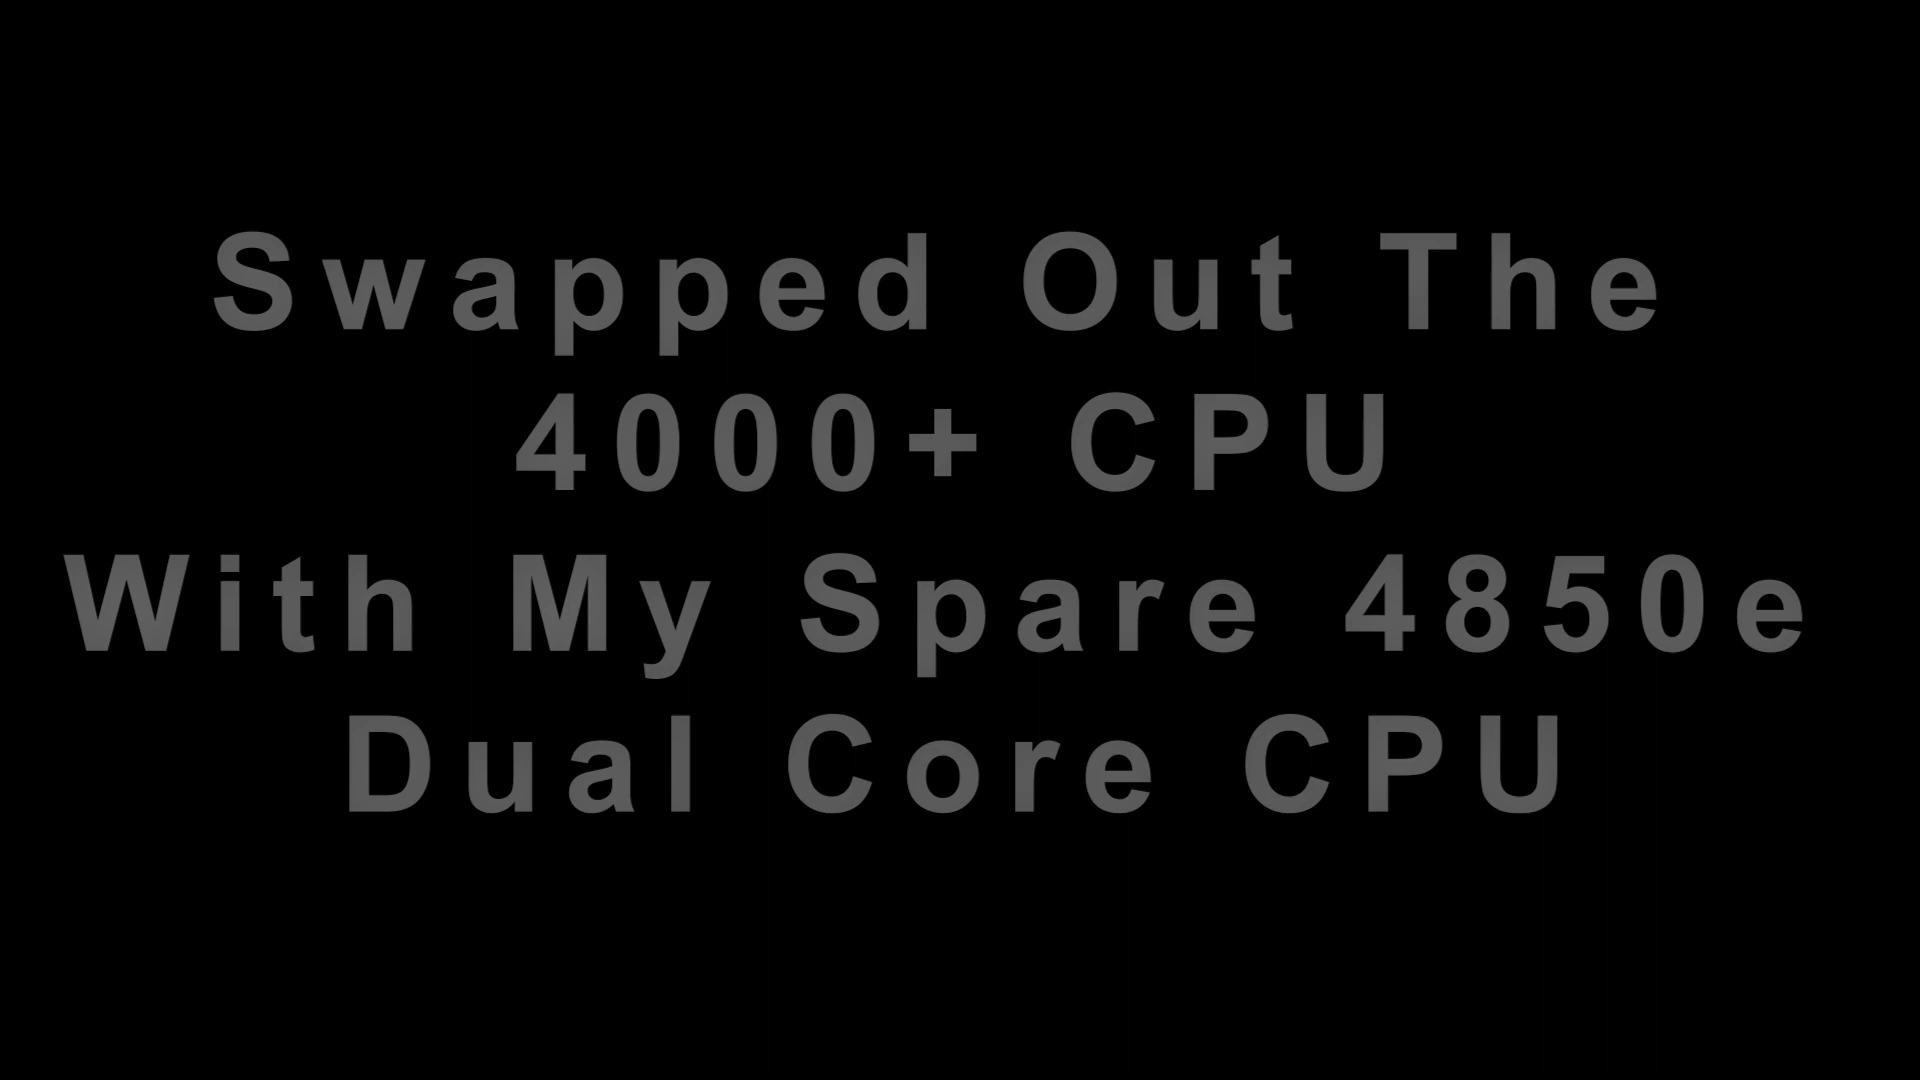 Swapped Out The
4000+ CPU
With My Spare 4850e
Dual Core CPU